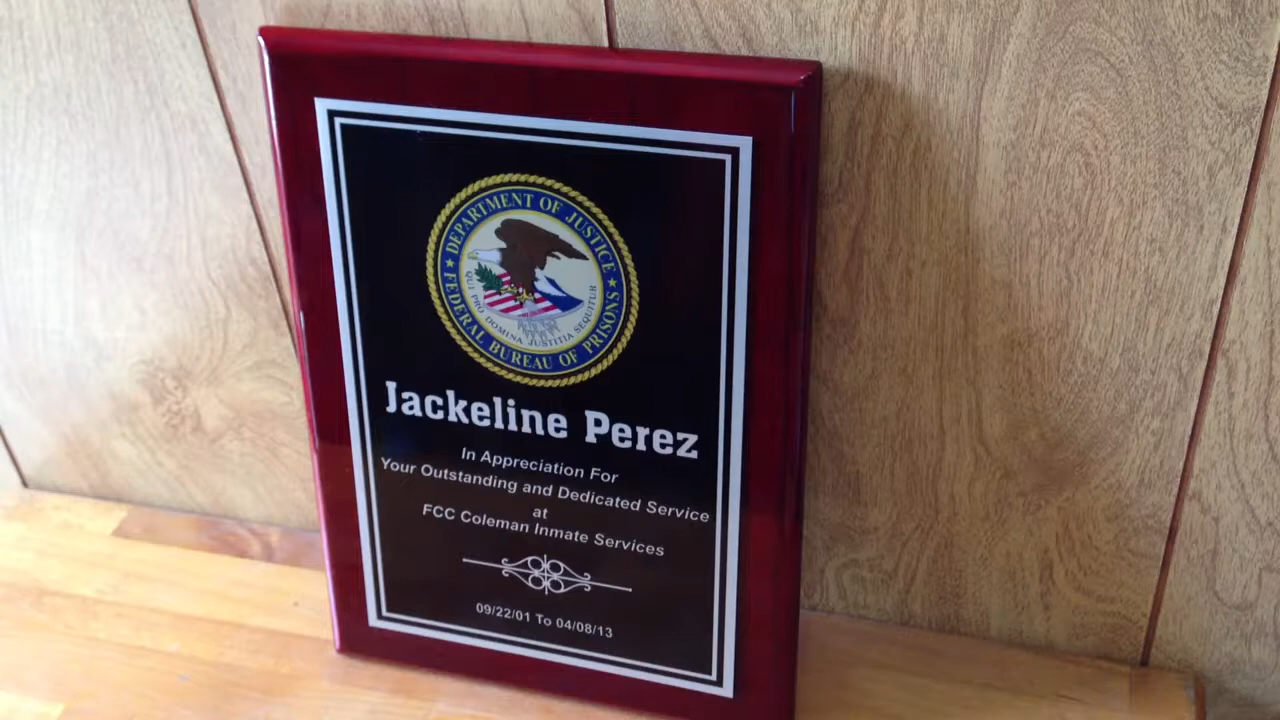 DEPARTMENT OF JUSTICE
FEDERAL BUREAU OF PRISONS
QUI PRO DOMINA JUSTITIA SEQUITUR
Jackeline Perez
In Appreciation For
Your Outstanding and Dedicated Service
at
FCC Coleman Inmate Services
09/22/01 To 04/08/13